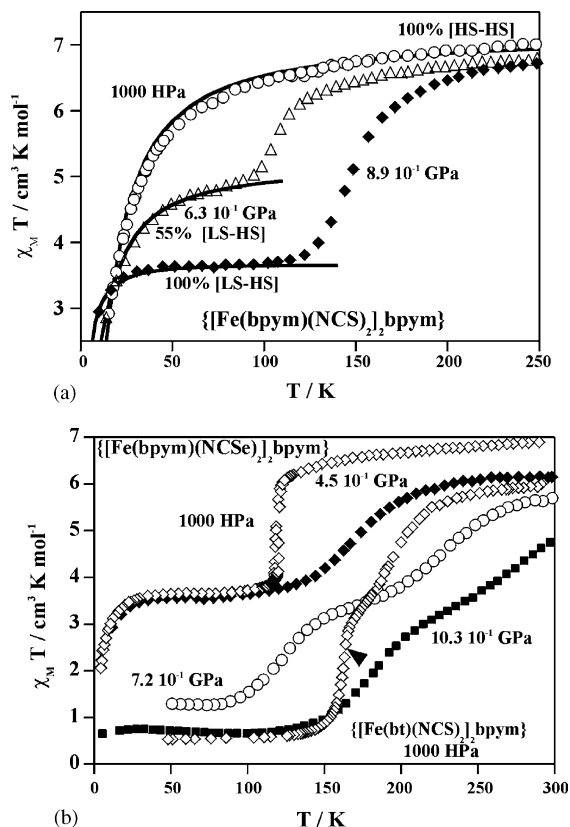 7
6
5
4
3
χM T / cm³ K mol⁻¹
100% [HS-HS]
1000 HPa
8.9 10⁻¹ GPa
6.3 10⁻¹ GPa
55% [LS-HS]
100% [LS-HS]
{[Fe(bpym)(NCS)₂]₂bpym}
0 50 100 150 200 250
(a) T / K
7
6
5
4
3
2
1
0
χM T / cm³ K mol⁻¹
{[Fe(bpym)(NCSe)₂]₂bpym}
4.5 10⁻¹ GPa
1000 HPa
10.3 10⁻¹ GPa
7.2 10⁻¹ GPa
{[Fe(bt)(NCS)₂]₂bpym}
1000 HPa
0 50 100 150 200 250 300
(b) T / K